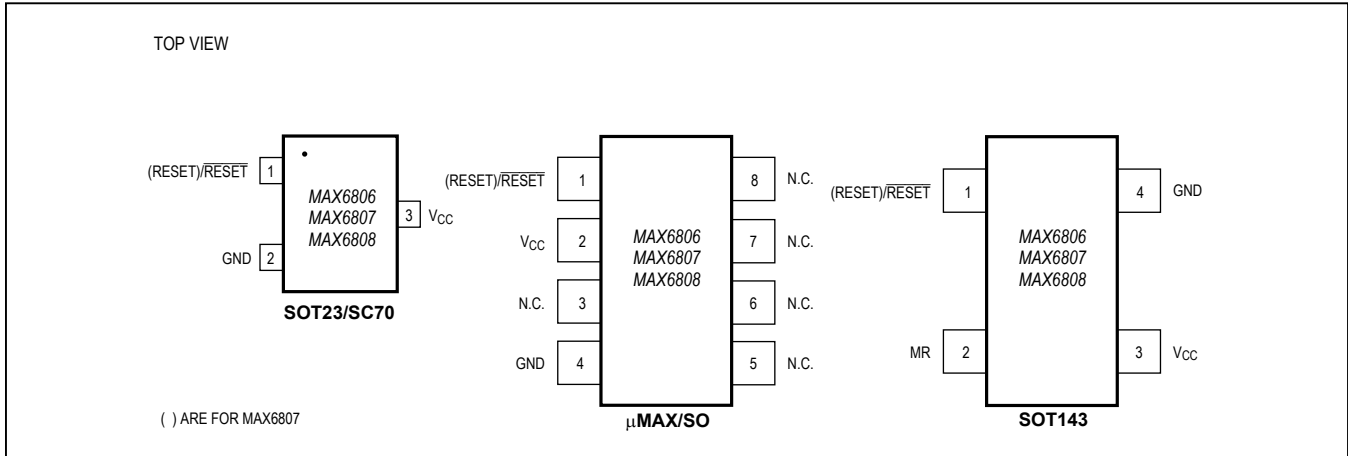 TOP VIEW
(RESET)/RESET 1
MAX6806
MAX6807
MAX6808
3 VCC
GND 2
SOT23/SC70
(RESET)/RESET 1
VCC 2
N.C. 3
GND 4
MAX6806
MAX6807
MAX6808
8 N.C.
7 N.C.
6 N.C.
5 N.C.
µMAX/SO
(RESET)/RESET 1
MR 2
MAX6806
MAX6807
MAX6808
4 GND
3 VCC
SOT143
( ) ARE FOR MAX6807